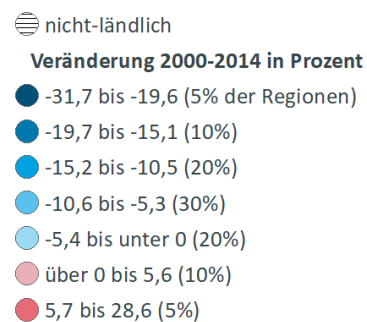 nicht-ländlich
Veränderung 2000-2014 in Prozent
-31,7 bis -19,6 (5% der Regionen)
-19,7 bis -15,1 (10%)
-15,2 bis -10,5 (20%)
-10,6 bis -5,3 (30%)
-5,4 bis unter 0 (20%)
über 0 bis 5,6 (10%)
5,7 bis 28,6 (5%)